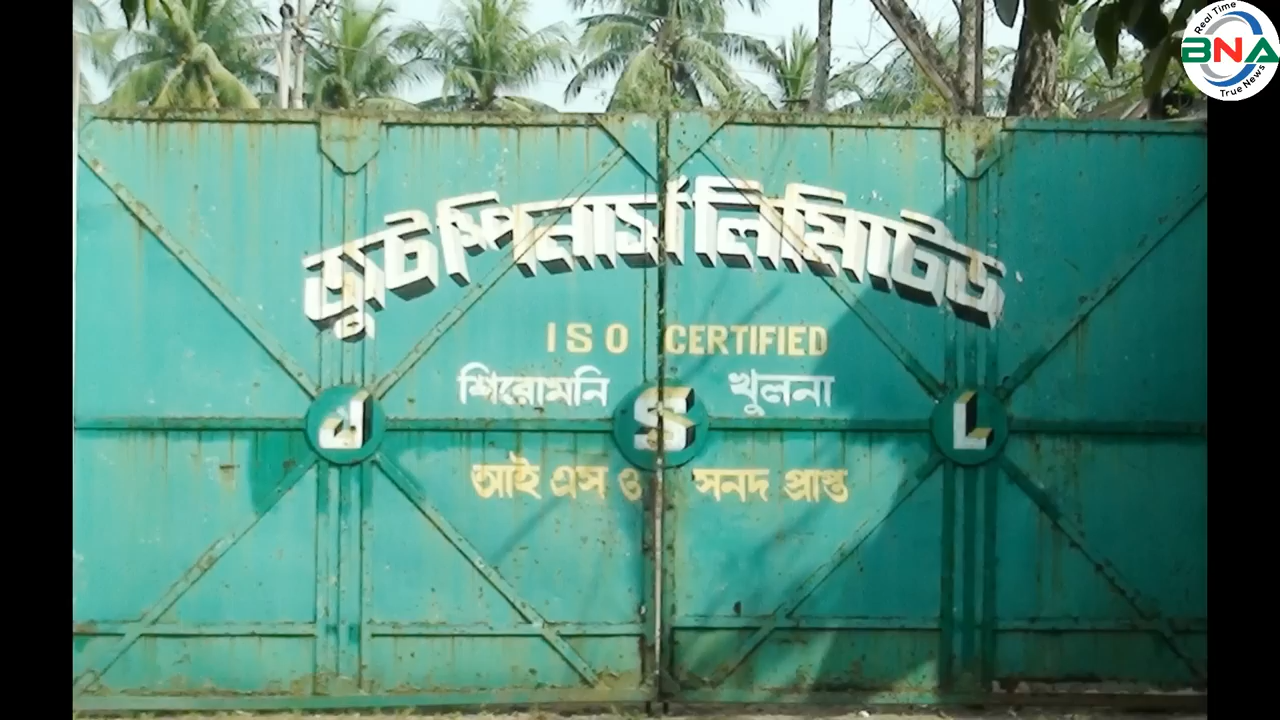 Real Time
BNA
True News
জুট স্পিনার্স লিমিটেড
ISO CERTIFIED
শিরোমনি খুলনা
J S L
আই এস ও সনদ প্রাপ্ত